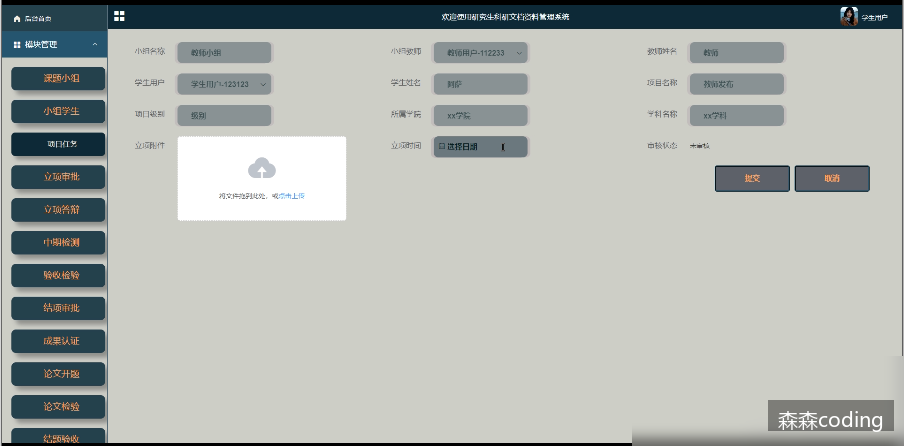 后台首页
欢迎使用研究生科研文档资料管理系统
学生用户
模块管理
课题小组
小组学生
项目任务
立项审批
立项答辩
中期检测
验收检验
结项审批
成果认证
论文开题
论文检验
结题验收
小组名称 教师小组
小组教师 教师用户-112233
教师姓名 教师
学生用户 学生用户-123123
学生姓名 阿萨
项目名称 教师发布
项目级别 级别
所属学院 xx学院
学科名称 xx学科
立项附件
将文件拖到此处，或点击上传
立项时间 选择日期
审核状态 未审核
提交 取消
森森coding